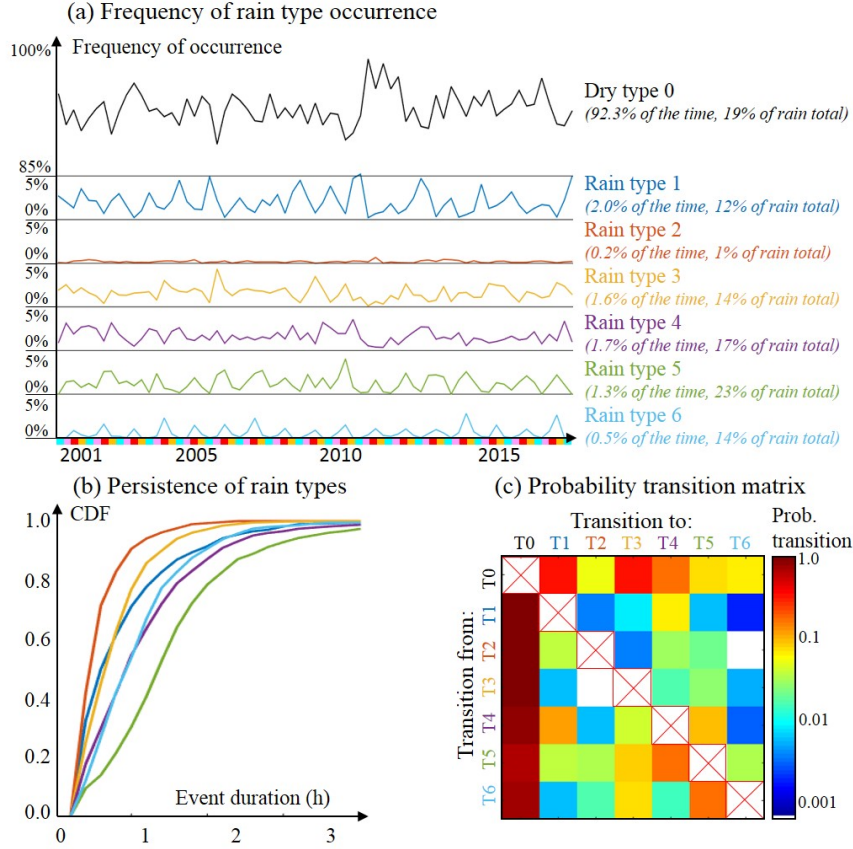 (a) Frequency of rain type occurrence
Frequency of occurrence
100%
85%
Dry type 0
(92.3% of the time, 19% of rain total)
5%
0%
Rain type 1
(2.0% of the time, 12% of rain total)
Rain type 2
(0.2% of the time, 1% of rain total)
5%
0%
5%
0%
Rain type 3
(1.6% of the time, 14% of rain total)
5%
0%
Rain type 4
(1.7% of the time, 17% of rain total)
5%
0%
Rain type 5
(1.3% of the time, 23% of rain total)
5%
0%
Rain type 6
(0.5% of the time, 14% of rain total)
2001 2005 2010 2015
(b) Persistence of rain types
CDF
1.0
0.8
0.6
0.4
0.2
0.0
Event duration (h)
0 1 2 3
(c) Probability transition matrix
Transition to:
T0 T1 T2 T3 T4 T5 T6
Transition from:
T0
T1
T2
T3
T4
T5
T6
Prob.
transition
1.0
0.1
0.01
0.001